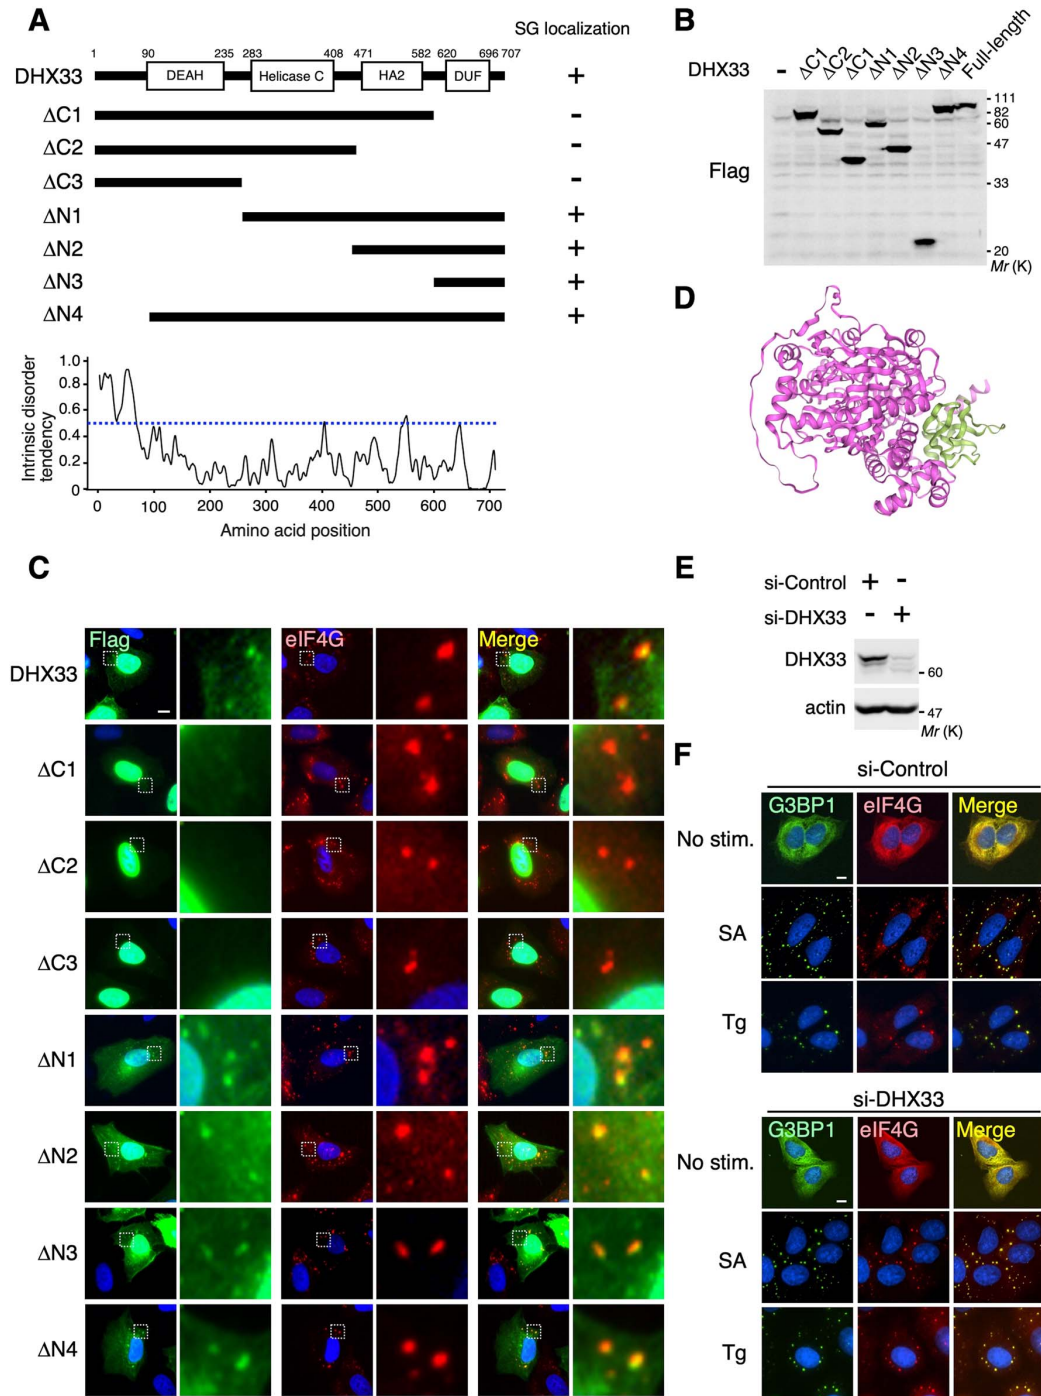 A
SG localization
1 90 235 283 408 471 582 620 696 707
DHX33 DEAH Helicase C HA2 DUF +
ΔC1 -
ΔC2 -
ΔC3 -
ΔN1 +
ΔN2 +
ΔN3 +
ΔN4 +
Intrinsic disorder
tendency
1.0
0.8
0.6
0.4
0.2
0
0 100 200 300 400 500 600 700
Amino acid position
B
DHX33 - ΔC1 ΔC2 ΔC1 ΔN1 ΔN2 ΔN3 ΔN4 Full-length
Flag
111
82
60
47
33
20
Mr (K)
D
C
Flag eIF4G Merge
DHX33
ΔC1
ΔC2
ΔC3
ΔN1
ΔN2
ΔN3
ΔN4
E
si-Control + -
si-DHX33 - +
DHX33
60
actin
47
Mr (K)
F
si-Control
G3BP1 eIF4G Merge
No stim.
SA
Tg
si-DHX33
G3BP1 eIF4G Merge
No stim.
SA
Tg